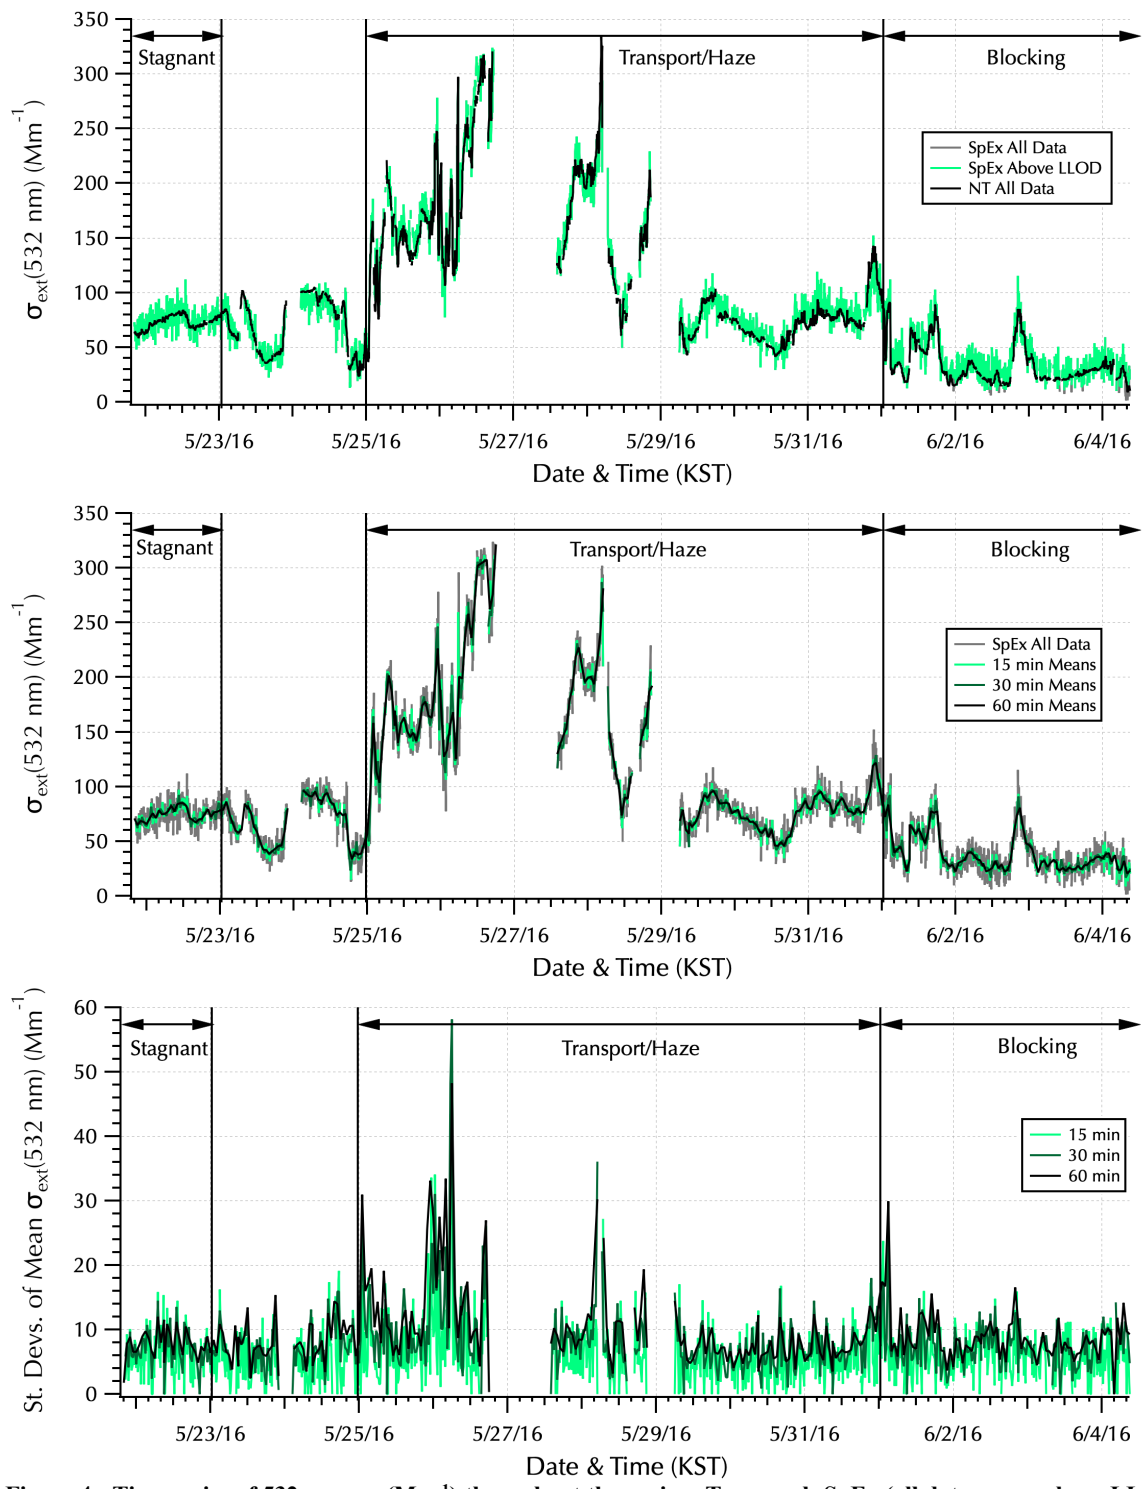 350
300
250
200
150
100
50
0
σext(532 nm) (Mm-1)
Stagnant
Transport/Haze
Blocking
SpEx All Data
SpEx Above LLOD
NT All Data
5/23/16 5/25/16 5/27/16 5/29/16 5/31/16 6/2/16 6/4/16
Date & Time (KST)
350
300
250
200
150
100
50
0
σext(532 nm) (Mm-1)
Stagnant
Transport/Haze
Blocking
SpEx All Data
15 min Means
30 min Means
60 min Means
5/23/16 5/25/16 5/27/16 5/29/16 5/31/16 6/2/16 6/4/16
Date & Time (KST)
60
50
40
30
20
10
0
St. Devs. of Mean σext(532 nm) (Mm-1)
Stagnant
Transport/Haze
Blocking
15 min
30 min
60 min
5/23/16 5/25/16 5/27/16 5/29/16 5/31/16 6/2/16 6/4/16
Date & Time (KST)